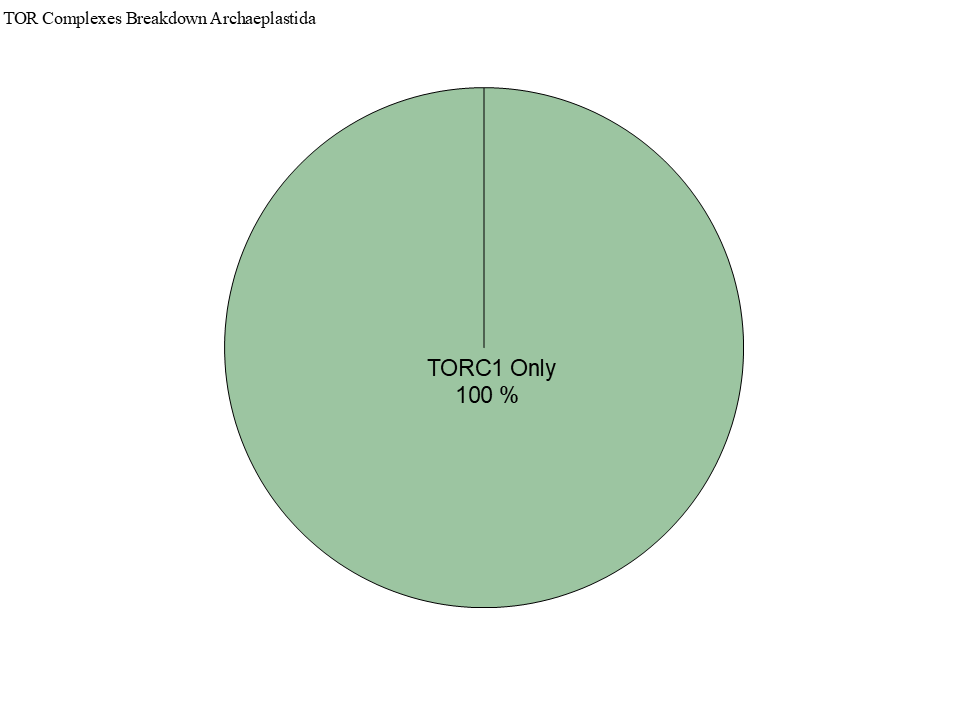 TOR Complexes Breakdown Archaeplastida
TORC1 Only
100 %